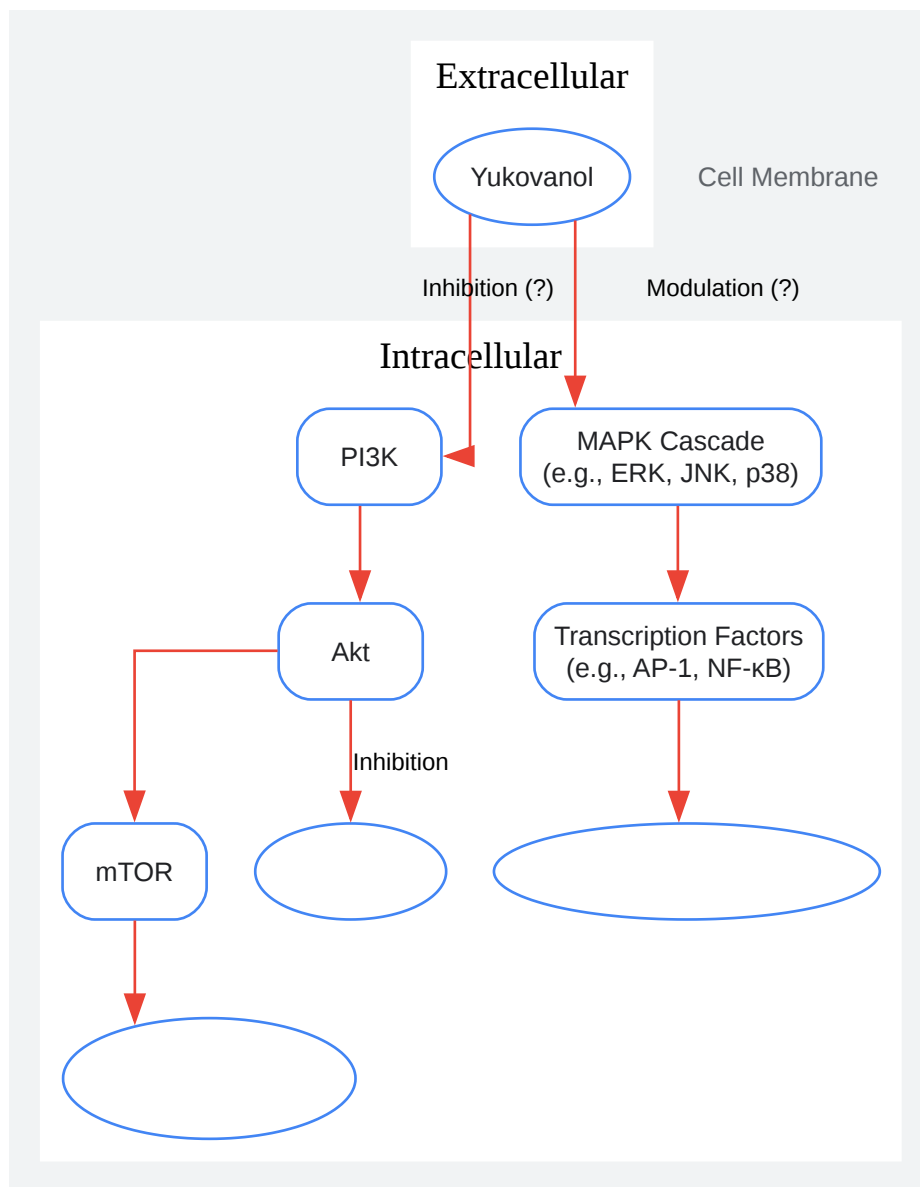 Extracellular
Yukovanol
Cell Membrane
Inhibition (?)
Modulation (?)
Intracellular
PI3K
MAPK Cascade
(e.g., ERK, JNK, p38)
Akt
Transcription Factors
(e.g., AP-1, NF-κB)
Inhibition
mTOR